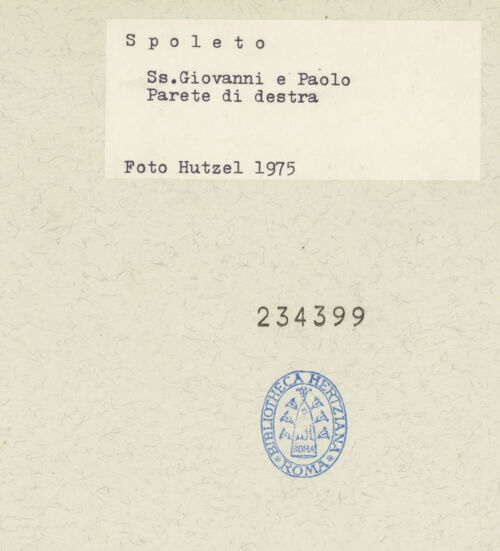 S p o l e t o
Ss.Giovanni e Paolo
Parete di destra
Foto Hutzel 1975
234399
BIBLIOTHECA HERTZIANA
* ROMA *
ROMA